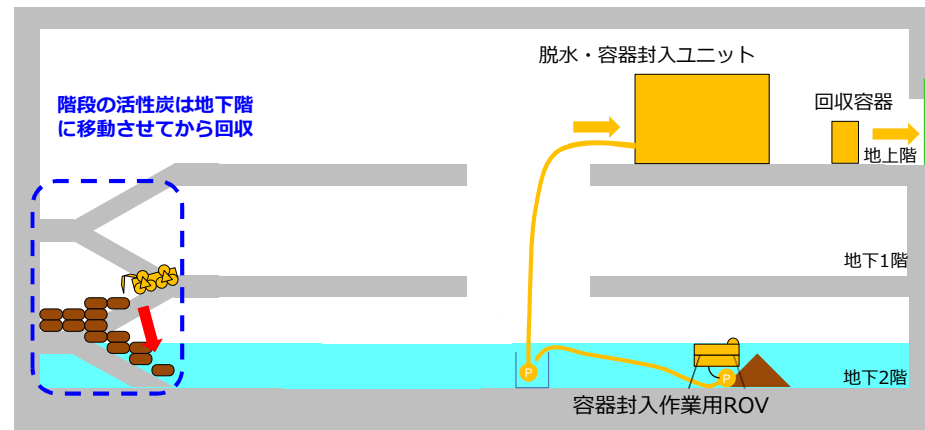 脱水・容器封入ユニット
階段の活性炭は地下階
に移動させてから回収
回収容器
地上階
地下1階
P
P
地下2階
容器封入作業用ROV